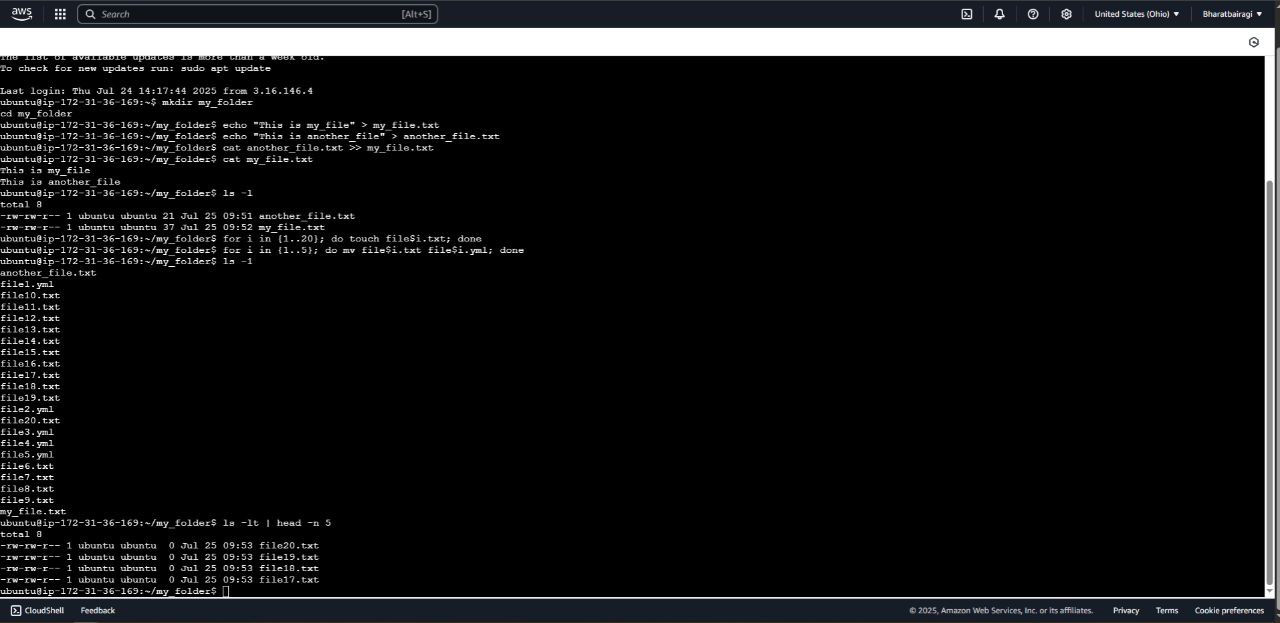 aws
Search [Alt+S]
United States (Ohio) Bharatbairagi
The list of available updates is more than a week old.
To check for new updates run: sudo apt update
Last login: Thu Jul 24 14:17:44 2025 from 3.16.146.4
ubuntu@ip-172-31-36-169:~$ mkdir my_folder
cd my_folder
ubuntu@ip-172-31-36-169:~/my_folder$ echo "This is my_file" > my_file.txt
ubuntu@ip-172-31-36-169:~/my_folder$ echo "This is another_file" > another_file.txt
ubuntu@ip-172-31-36-169:~/my_folder$ cat another_file.txt >> my_file.txt
ubuntu@ip-172-31-36-169:~/my_folder$ cat my_file.txt
This is my_file
This is another_file
ubuntu@ip-172-31-36-169:~/my_folder$ ls -l
total 8
-rw-rw-r-- 1 ubuntu ubuntu 21 Jul 25 09:51 another_file.txt
-rw-rw-r-- 1 ubuntu ubuntu 37 Jul 25 09:52 my_file.txt
ubuntu@ip-172-31-36-169:~/my_folder$ for i in {1..20}; do touch file$i.txt; done
ubuntu@ip-172-31-36-169:~/my_folder$ for i in {1..5}; do mv file$i.txt file$i.yml; done
ubuntu@ip-172-31-36-169:~/my_folder$ ls -1
another_file.txt
file1.yml
file10.txt
file11.txt
file12.txt
file13.txt
file14.txt
file15.txt
file16.txt
file17.txt
file18.txt
file19.txt
file2.yml
file20.txt
file3.yml
file4.yml
file5.yml
file6.txt
file7.txt
file8.txt
file9.txt
my_file.txt
ubuntu@ip-172-31-36-169:~/my_folder$ ls -lt | head -n 5
total 8
-rw-rw-r-- 1 ubuntu ubuntu  0 Jul 25 09:53 file20.txt
-rw-rw-r-- 1 ubuntu ubuntu  0 Jul 25 09:53 file19.txt
-rw-rw-r-- 1 ubuntu ubuntu  0 Jul 25 09:53 file18.txt
-rw-rw-r-- 1 ubuntu ubuntu  0 Jul 25 09:53 file17.txt
ubuntu@ip-172-31-36-169:~/my_folder$
CloudShell Feedback © 2025, Amazon Web Services, Inc. or its affiliates. Privacy Terms Cookie preferences